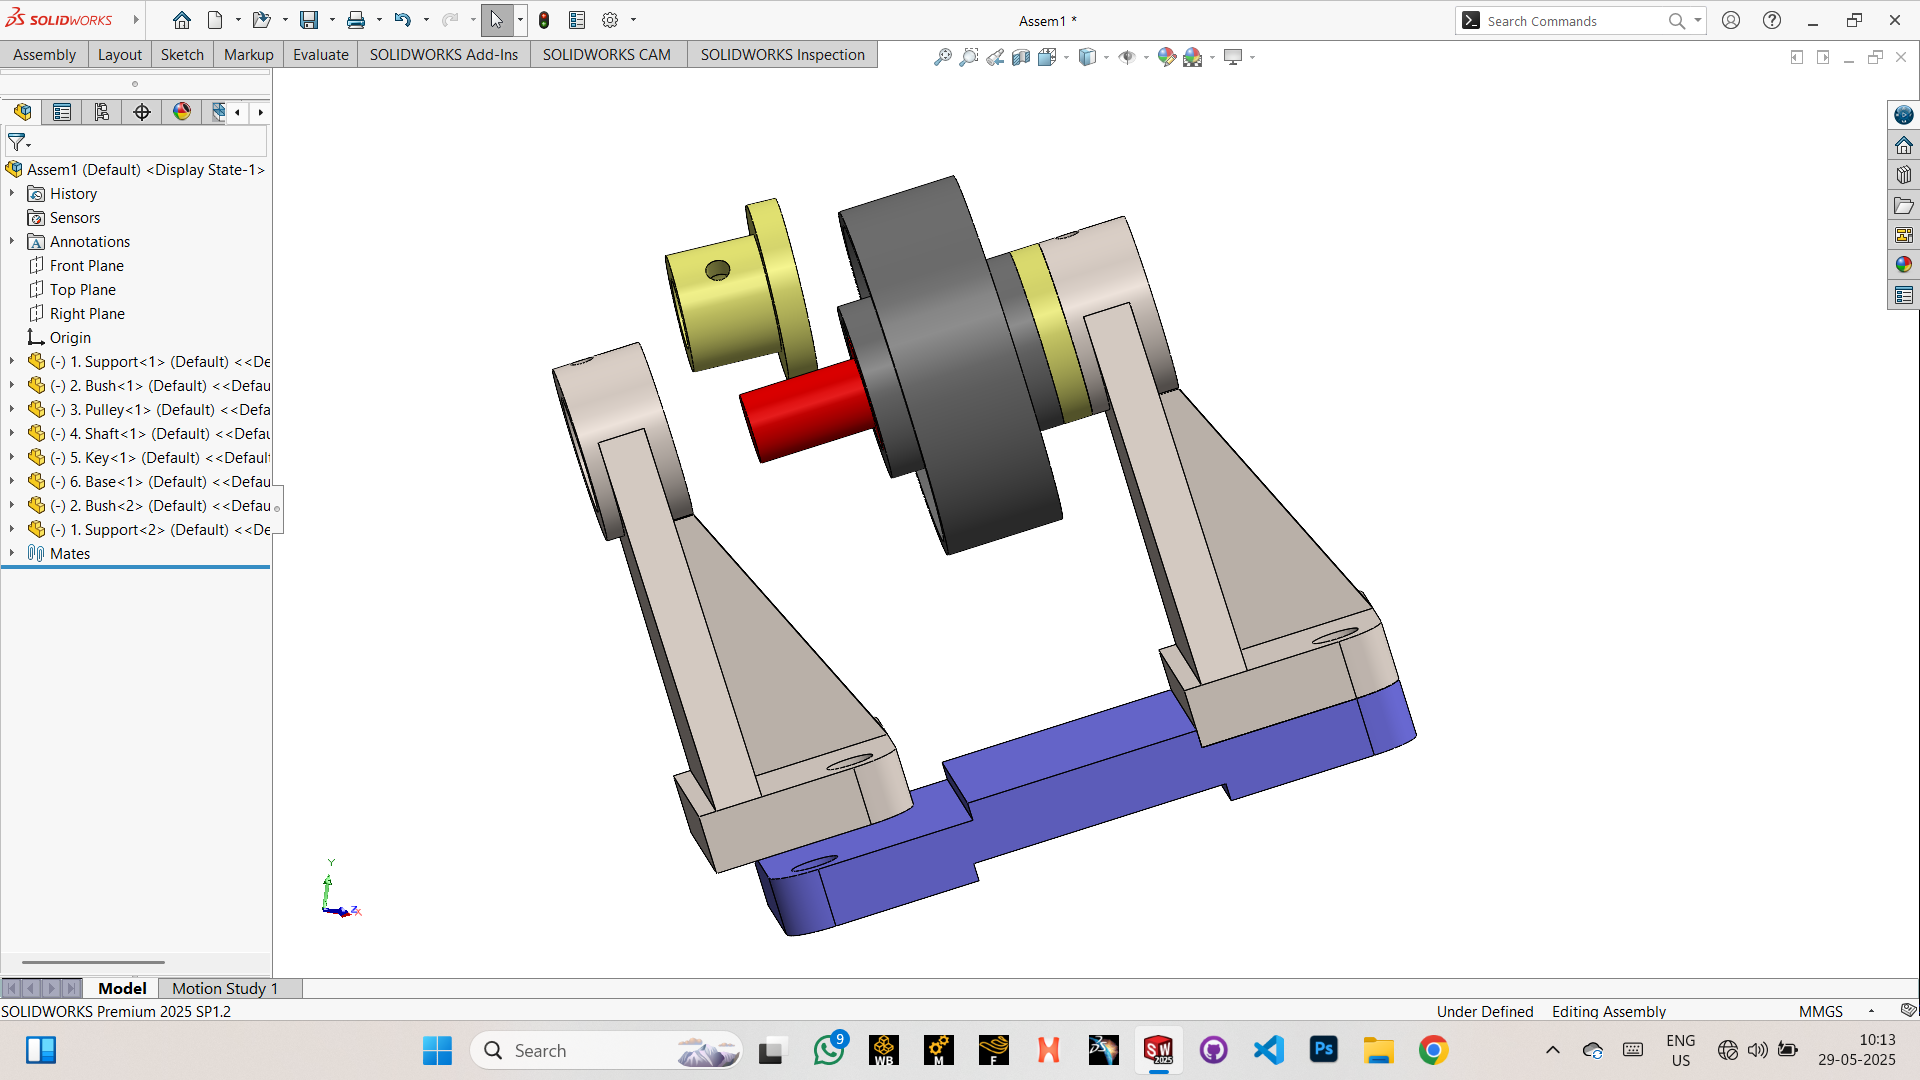 SOLIDWORKS
Assem1 *
Search Commands
Assembly
Layout
Sketch
Markup
Evaluate
SOLIDWORKS Add-Ins
SOLIDWORKS CAM
SOLIDWORKS Inspection
Assem1 (Default) <Display State-1>
History
Sensors
Annotations
Front Plane
Top Plane
Right Plane
Origin
(-) 1. Support<1> (Default) <<De
(-) 2. Bush<1> (Default) <<Defau
(-) 3. Pulley<1> (Default) <<Defa
(-) 4. Shaft<1> (Default) <<Defau
(-) 5. Key<1> (Default) <<Default
(-) 6. Base<1> (Default) <<Defau
(-) 2. Bush<2> (Default) <<Defau
(-) 1. Support<2> (Default) <<De
Mates
Y
Z
X
Model
Motion Study 1
SOLIDWORKS Premium 2025 SP1.2
Under Defined
Editing Assembly
MMGS
Search
9
WB
M
F
SW
2025
Ps
ENG
US
10:13
29-05-2025